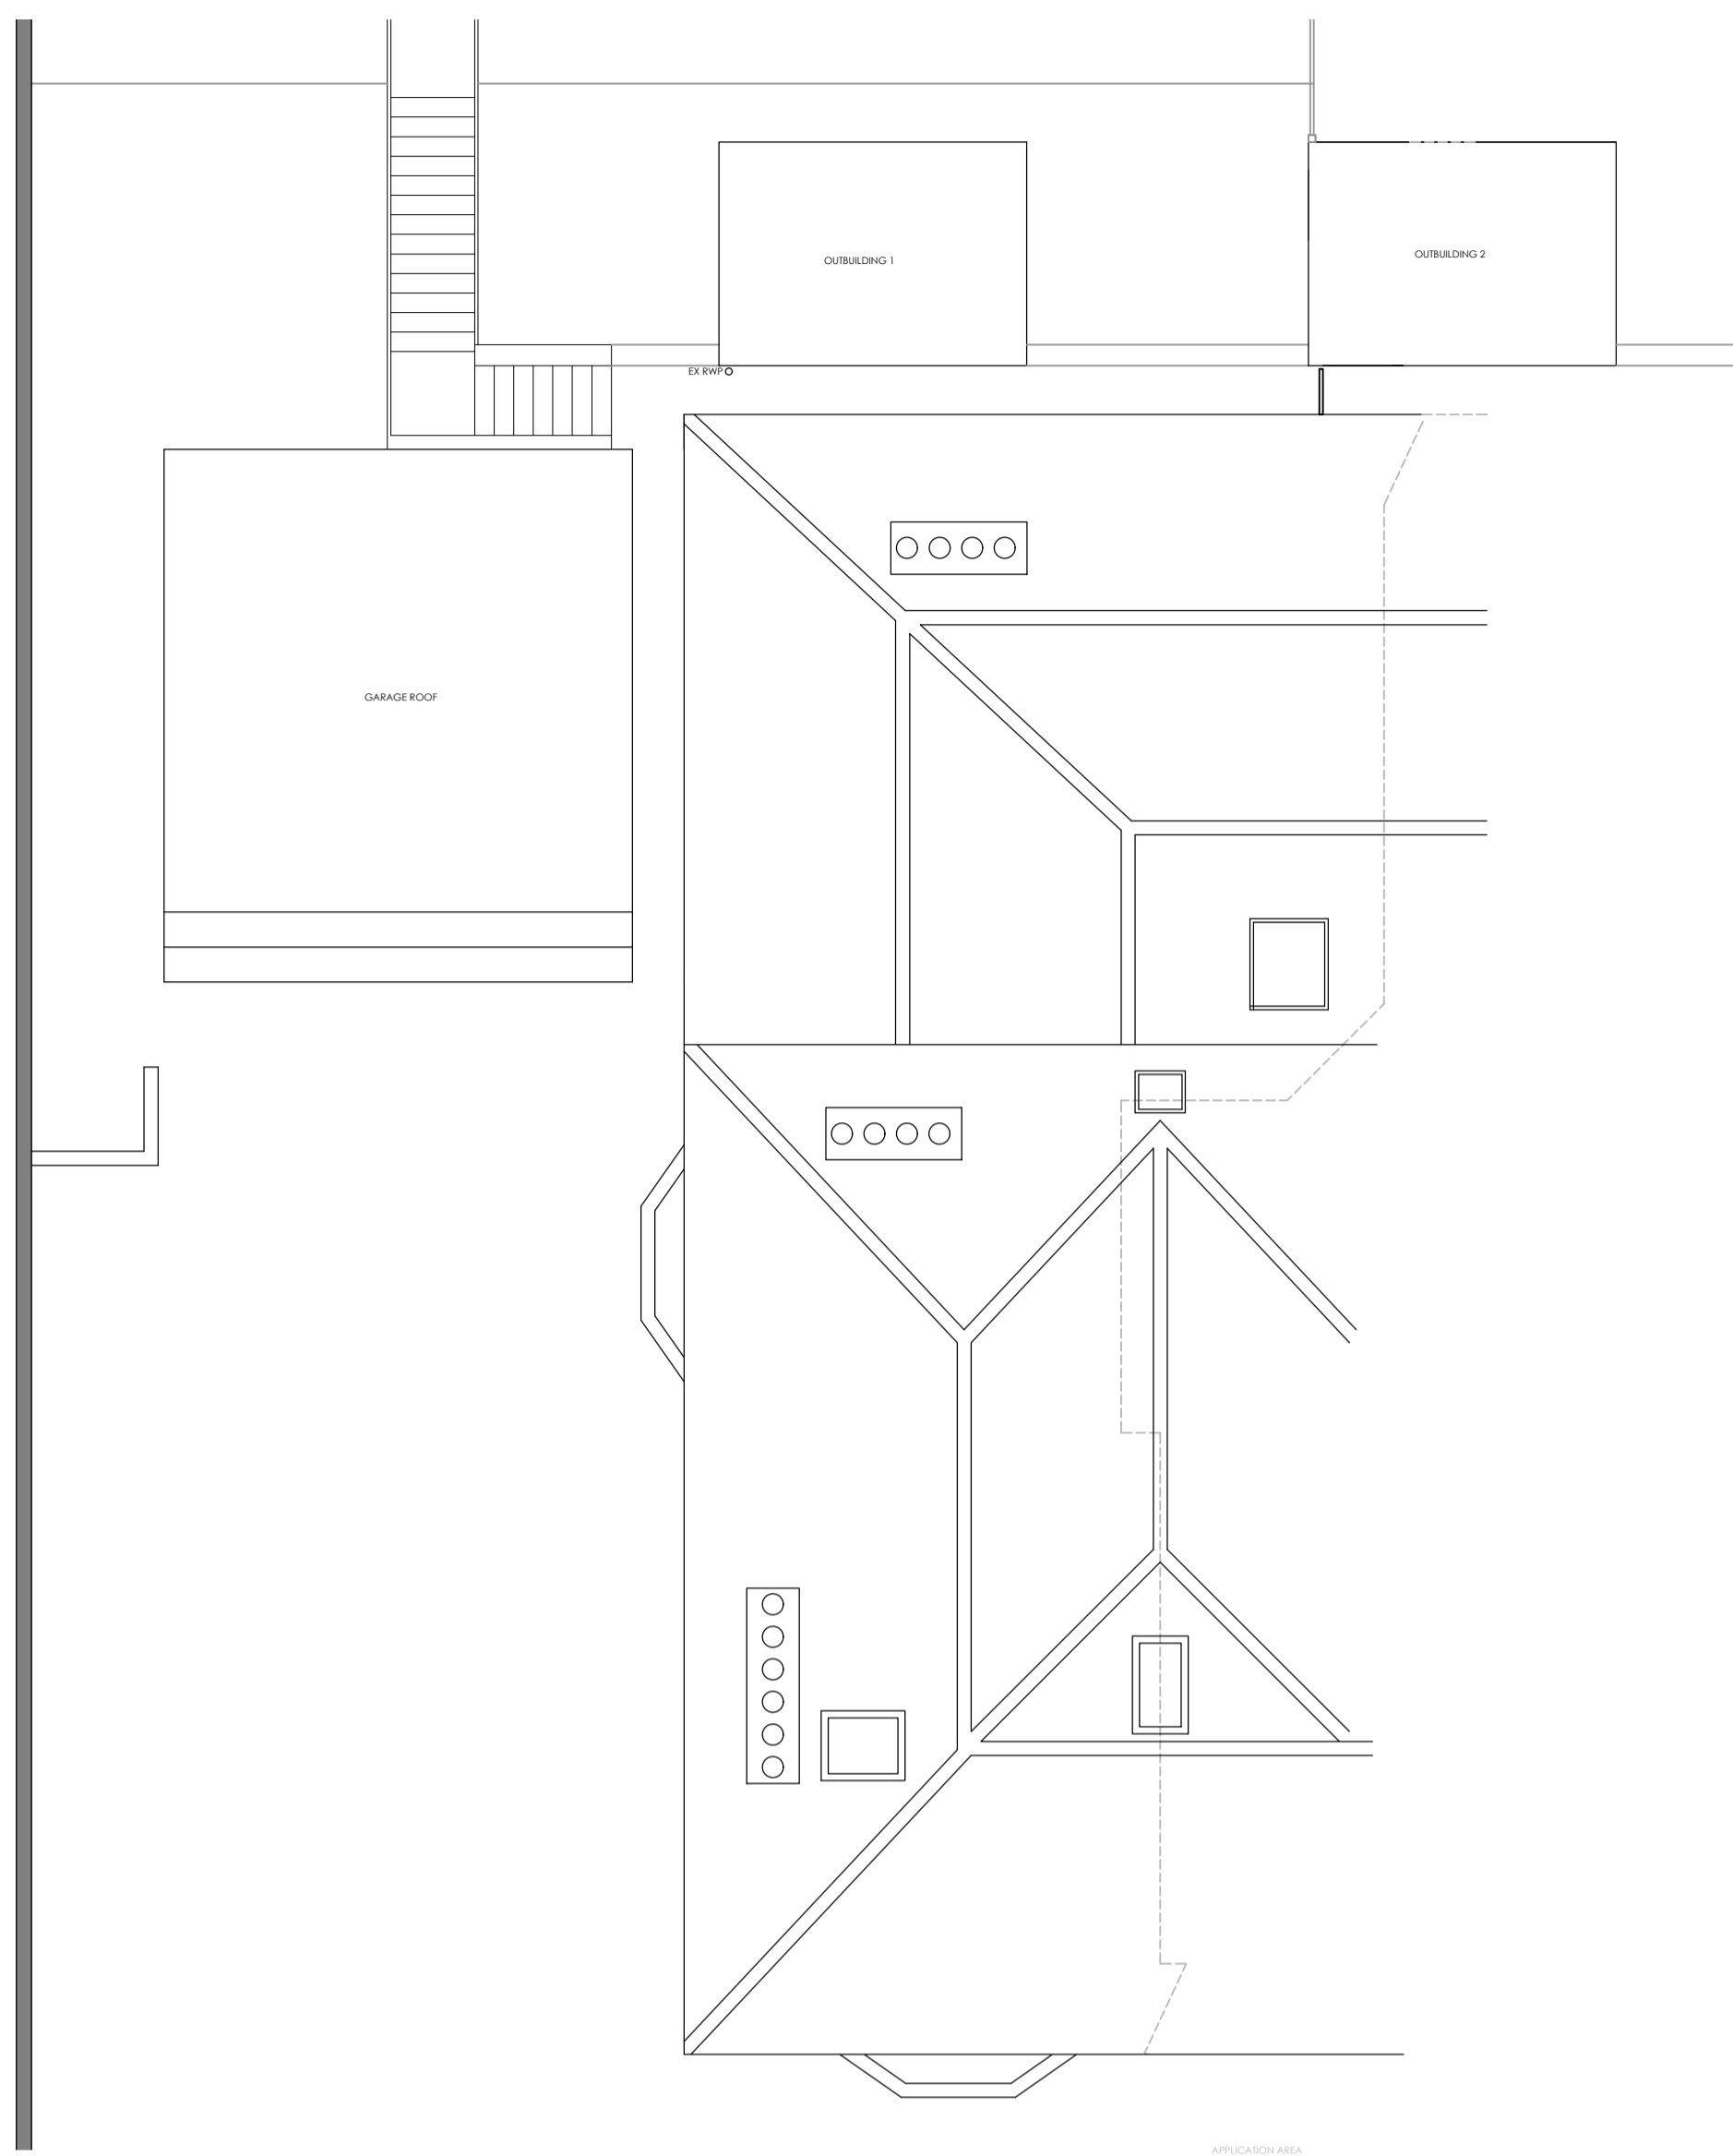 OUTBUILDING 1
OUTBUILDING 2
EX RWP
GARAGE ROOF
APPLICATION AREA